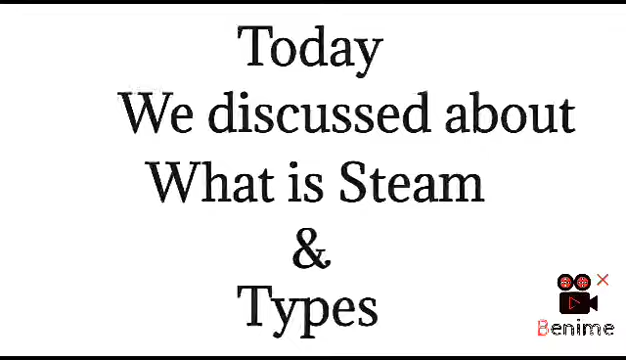 Today
We discussed about
What is Steam
&
Types
Benime